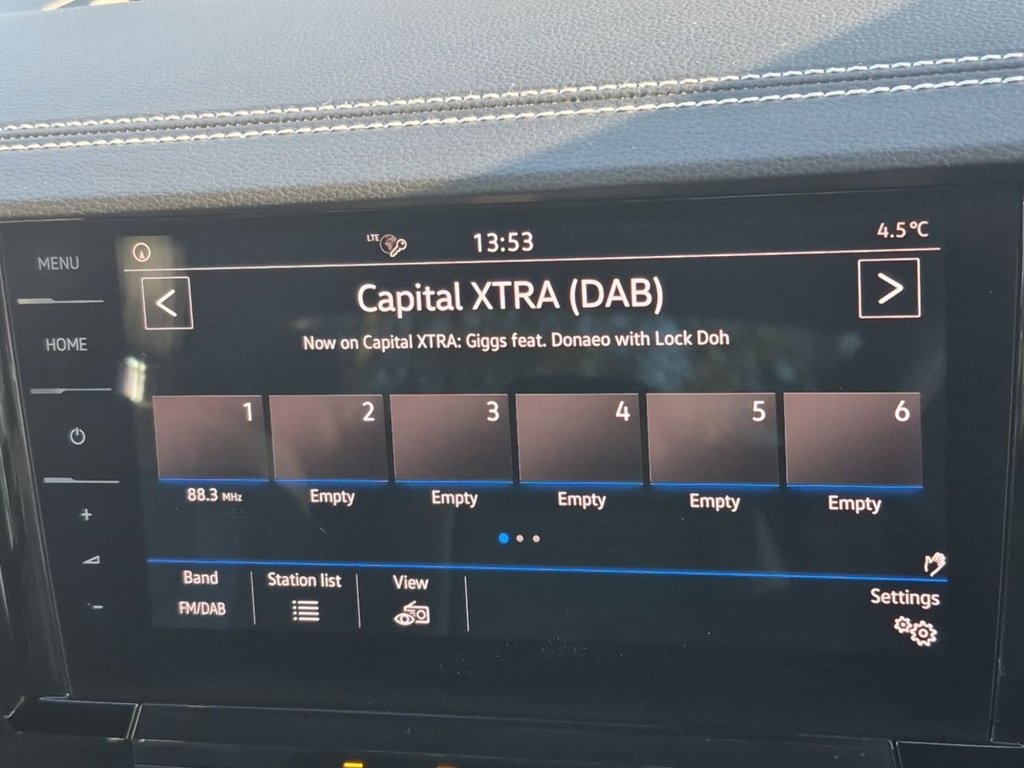 MENU
HOME
+
-
LTE
13:53
4.5°C
<
Capital XTRA (DAB)
>
Now on Capital XTRA: Giggs feat. Donaeo with Lock Doh
1
2
3
4
5
6
88.3 MHz
Empty
Empty
Empty
Empty
Empty
Band
FM/DAB
Station list
View
Settings